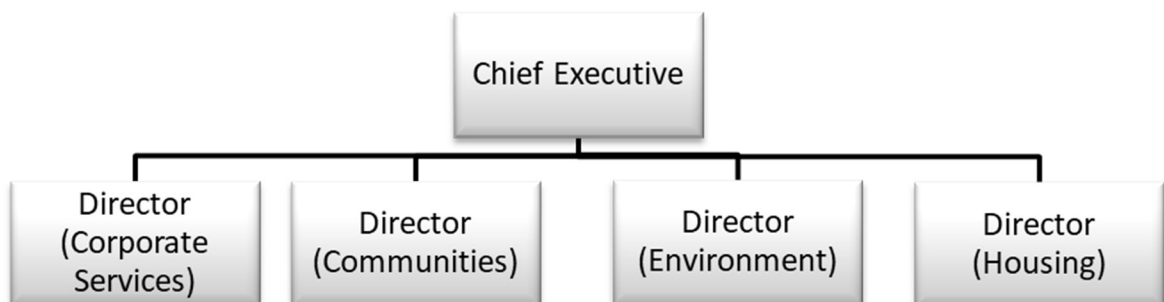 Chief Executive
Director
(Corporate
Services)
Director
(Communities)
Director
(Environment)
Director
(Housing)